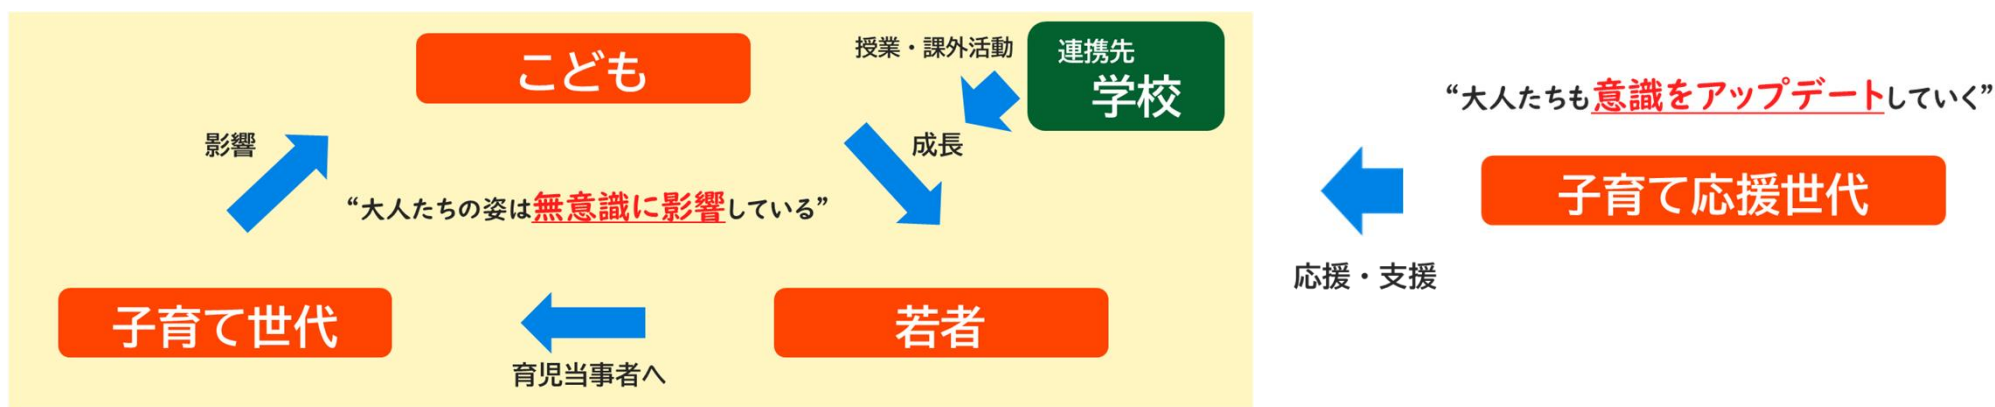 こども
授業・課外活動
連携先
学校
影響
成長
“大人たちの姿は無意識に影響している”
子育て世代
育児当事者へ
若者
“大人たちも意識をアップデートしていく”
子育て応援世代
応援・支援